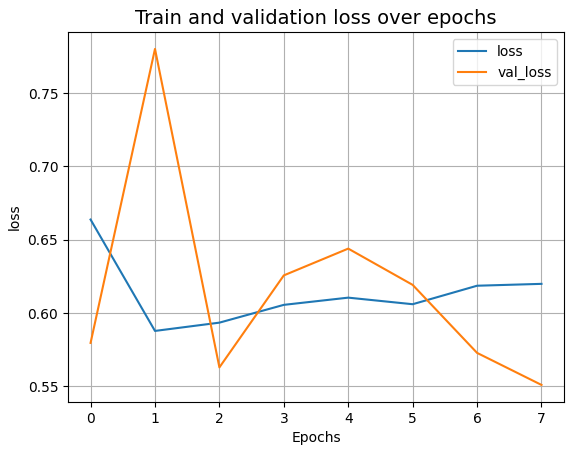 Train and validation loss over epochs
loss
val_loss
0.75
0.70
0.65
0.60
0.55
loss
0 1 2 3 4 5 6 7
Epochs